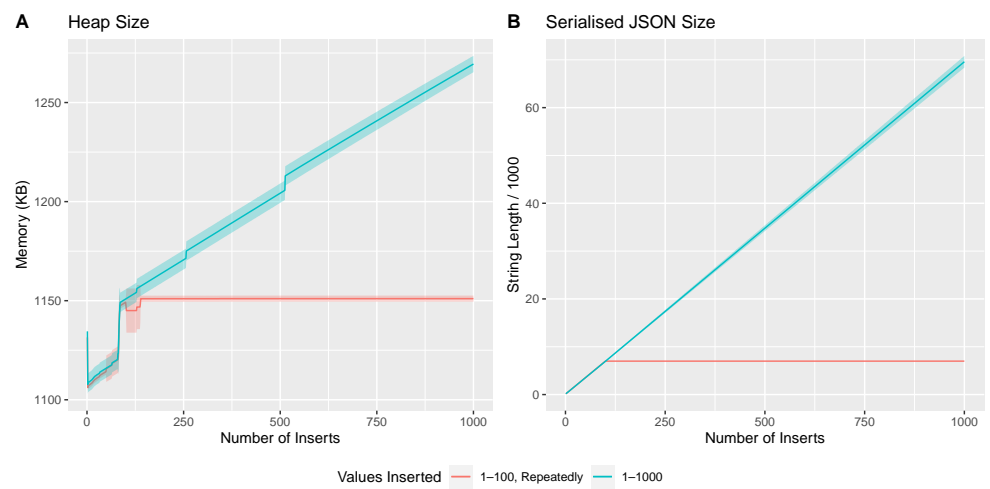 A Heap Size
B Serialised JSON Size
Memory (KB)
1250
1200
1150
1100
0 250 500 750 1000
Number of Inserts
String Length / 1000
60
40
20
0
0 250 500 750 1000
Number of Inserts
Values Inserted 1–100, Repeatedly 1–1000